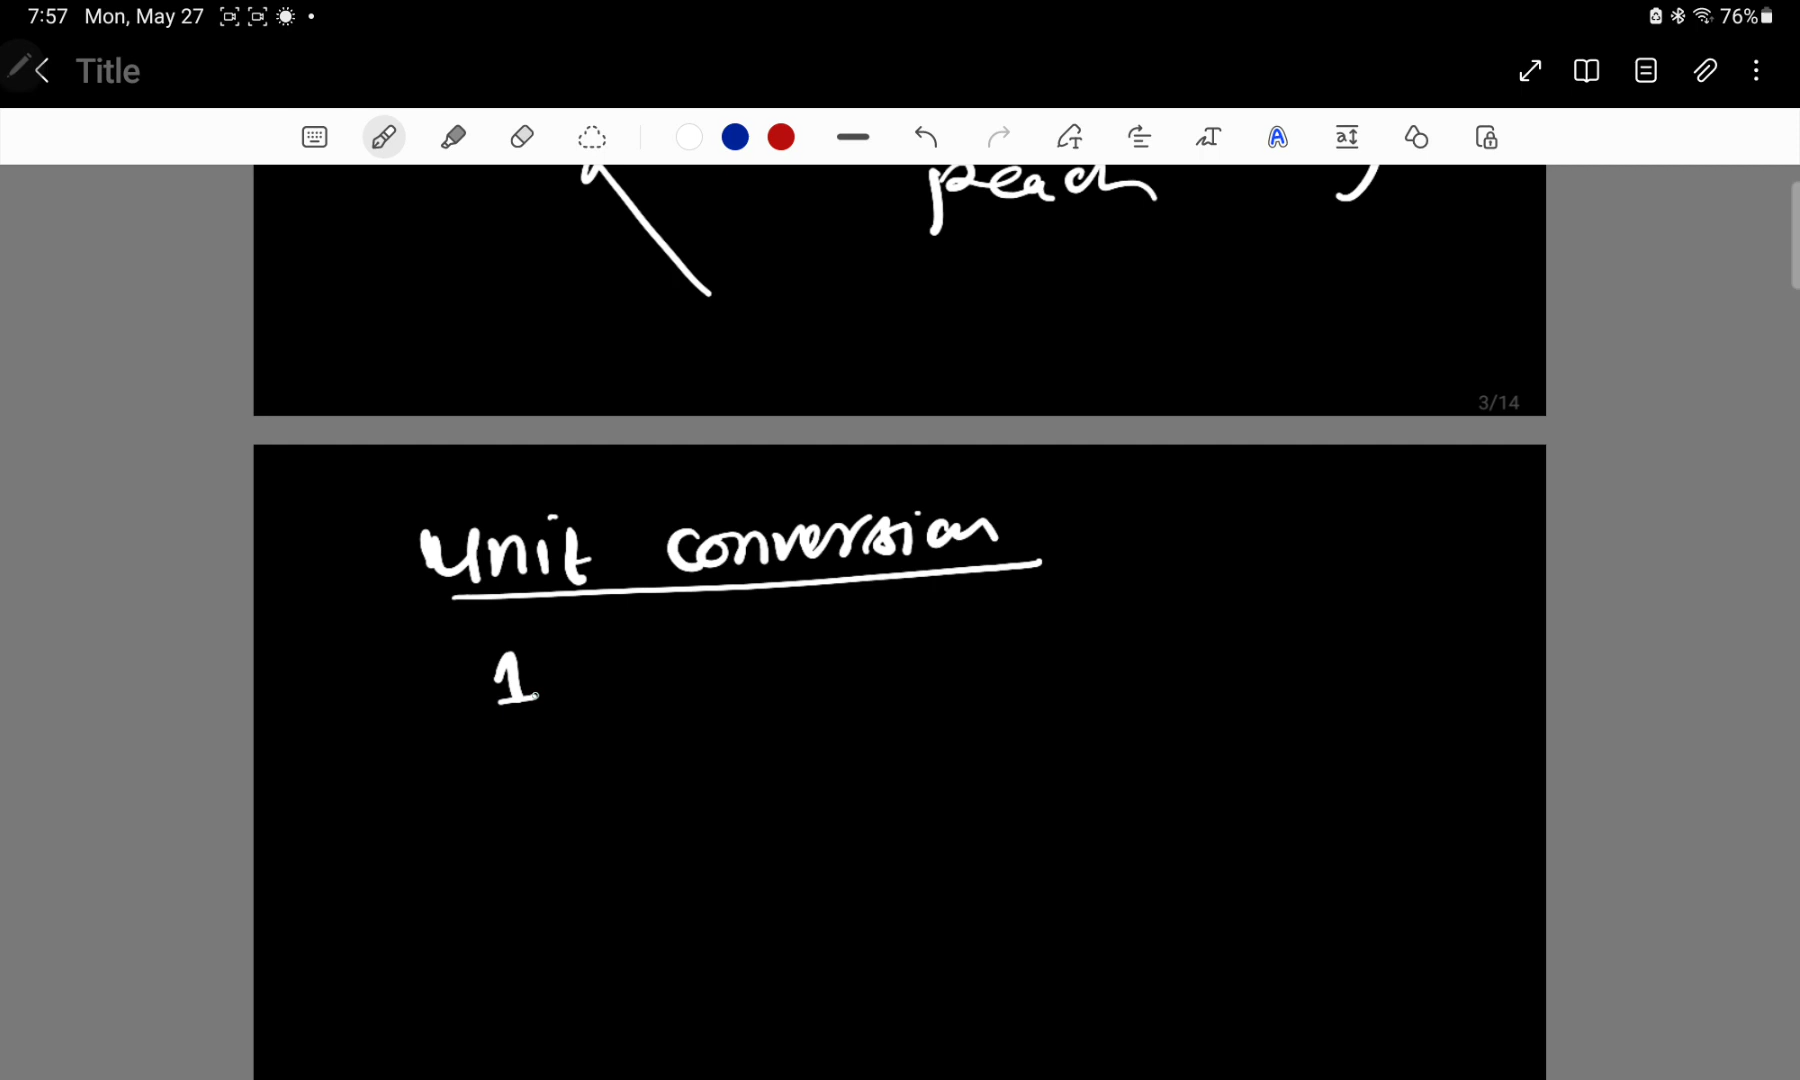 7:57 Mon, May 27 76%
Title
peach
3/14
Unit conversion
1